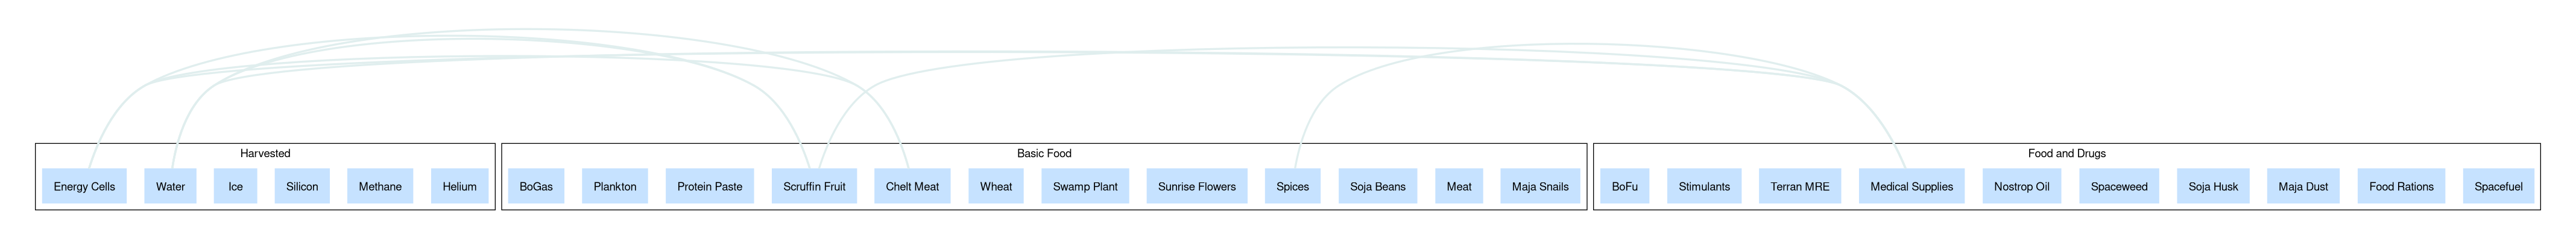 Harvested
Energy Cells Water Ice Silicon Methane Helium
Basic Food
BoGas Plankton Protein Paste Scruffin Fruit Chelt Meat Wheat Swamp Plant Sunrise Flowers Spices Soja Beans Meat Maja Snails
Food and Drugs
BoFu Stimulants Terran MRE Medical Supplies Nostrop Oil Spaceweed Soja Husk Maja Dust Food Rations Spacefuel